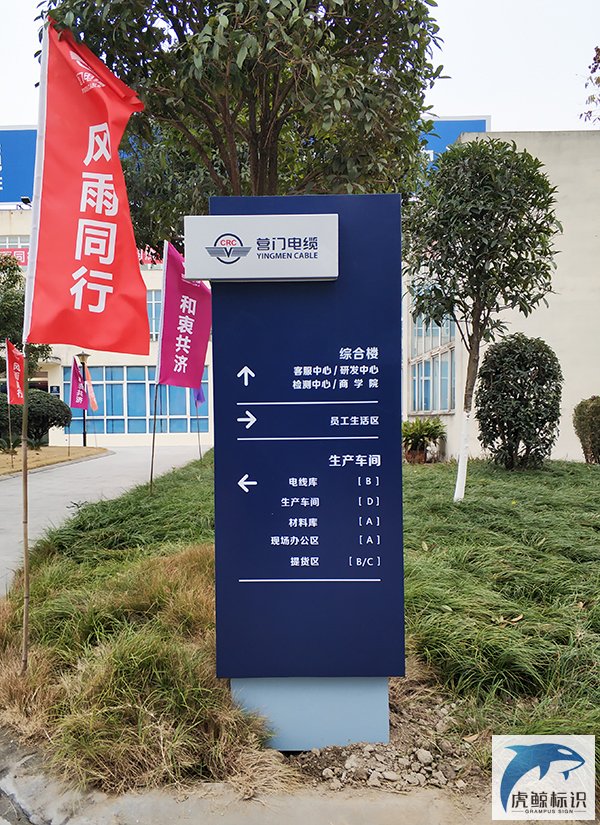 风雨同行
和衷共济
CRC
营门电缆
YINGMEN CABLE
综合楼
客服中心/研发中心
检测中心/商 学 院
员工生活区
生产车间
电线库 [ B ]
生产车间 [ D ]
材料库 [ A ]
现场办公区 [ A ]
提货区 [ B/C ]
虎鲸标识
GRAMPUS SIGN